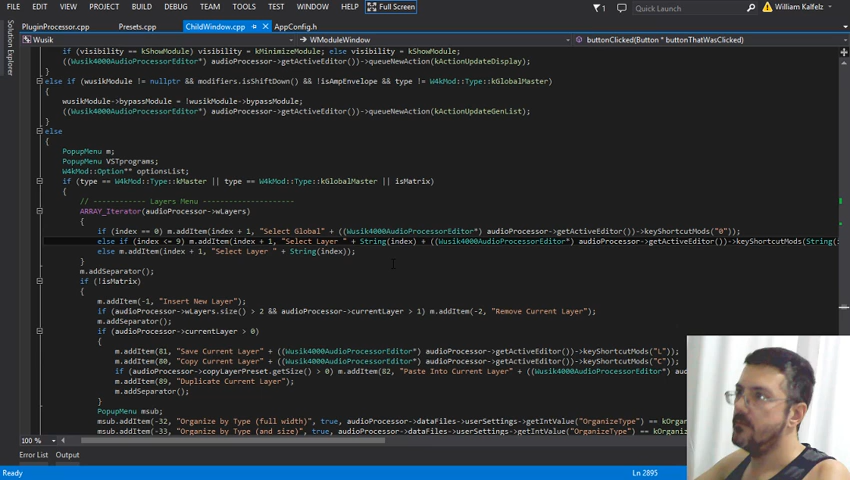 FILE EDIT VIEW PROJECT BUILD DEBUG TEAM TOOLS TEST WINDOW HELP Full Screen 1 Quick Launch William Kalfelz
PluginProcessor.cpp Presets.cpp ChildWindow.cpp AppConfig.h
Wusik WModuleWindow buttonClicked(Button * buttonThatWasClicked)
Solution Explorer
if (visibility == kShowModule) visibility = kMinimizeModule; else visibility = kShowModule;
((Wusik4000AudioProcessorEditor*) audioProcessor->getActiveEditor())->queueNewAction(kActionUpdateDisplay);
}
else if (wusikModule != nullptr && modifiers.isShiftDown() && !isAmpEnvelope && type != W4kMod::Type::kGlobalMaster)
{
wusikModule->bypassModule = !wusikModule->bypassModule;
((Wusik4000AudioProcessorEditor*) audioProcessor->getActiveEditor())->queueNewAction(kActionUpdateGenList);
}
else
{
PopupMenu m;
PopupMenu VSTprograms;
W4kMod::Option** optionsList;
if (type == W4kMod::Type::kMaster || type == W4kMod::Type::kGlobalMaster || isMatrix)
{
// ------------ Layers Menu ---------------------
ARRAY_Iterator(audioProcessor->wLayers)
{
if (index == 0) m.addItem(index + 1, "Select Global" + ((Wusik4000AudioProcessorEditor*) audioProcessor->getActiveEditor())->keyShortcutMods("0"));
else if (index <= 9) m.addItem(index + 1, "Select Layer " + String(index) + ((Wusik4000AudioProcessorEditor*) audioProcessor->getActiveEditor())->keyShortcutMods(String(i
else m.addItem(index + 1, "Select Layer " + String(index));
}
m.addSeparator();
if (!isMatrix)
{
m.addItem(-1, "Insert New Layer");
if (audioProcessor->wLayers.size() > 2 && audioProcessor->currentLayer > 1) m.addItem(-2, "Remove Current Layer");
m.addSeparator();
if (audioProcessor->currentLayer > 0)
{
m.addItem(81, "Save Current Layer" + ((Wusik4000AudioProcessorEditor*) audioProcessor->getActiveEditor())->keyShortcutMods("L"));
m.addItem(80, "Copy Current Layer" + ((Wusik4000AudioProcessorEditor*) audioProcessor->getActiveEditor())->keyShortcutMods("C"));
if (audioProcessor->copyLayerPreset.getSize() > 0) m.addItem(82, "Paste Into Current Layer" + ((Wusik4000AudioProcessorEditor*) audioPr
m.addItem(89, "Duplicate Current Layer");
m.addSeparator();
}
PopupMenu msub;
msub.addItem(-32, "Organize by Type (full width)", true, audioProcessor->dataFiles->userSettings->getIntValue("OrganizeType") == kOr
msub.addItem(-33, "Organize by Type (and size)", true, audioProcessor->dataFiles->userSettings->getIntValue("OrganizeType") == kOr
100 %
Error List Output
Ready Ln 2895